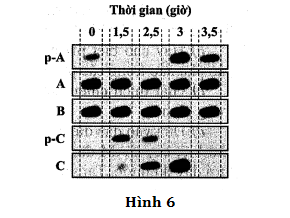 Thời gian (giờ)
0 1,5 2,5 3 3,5
p-A
A
B
p-C
C
Hình 6